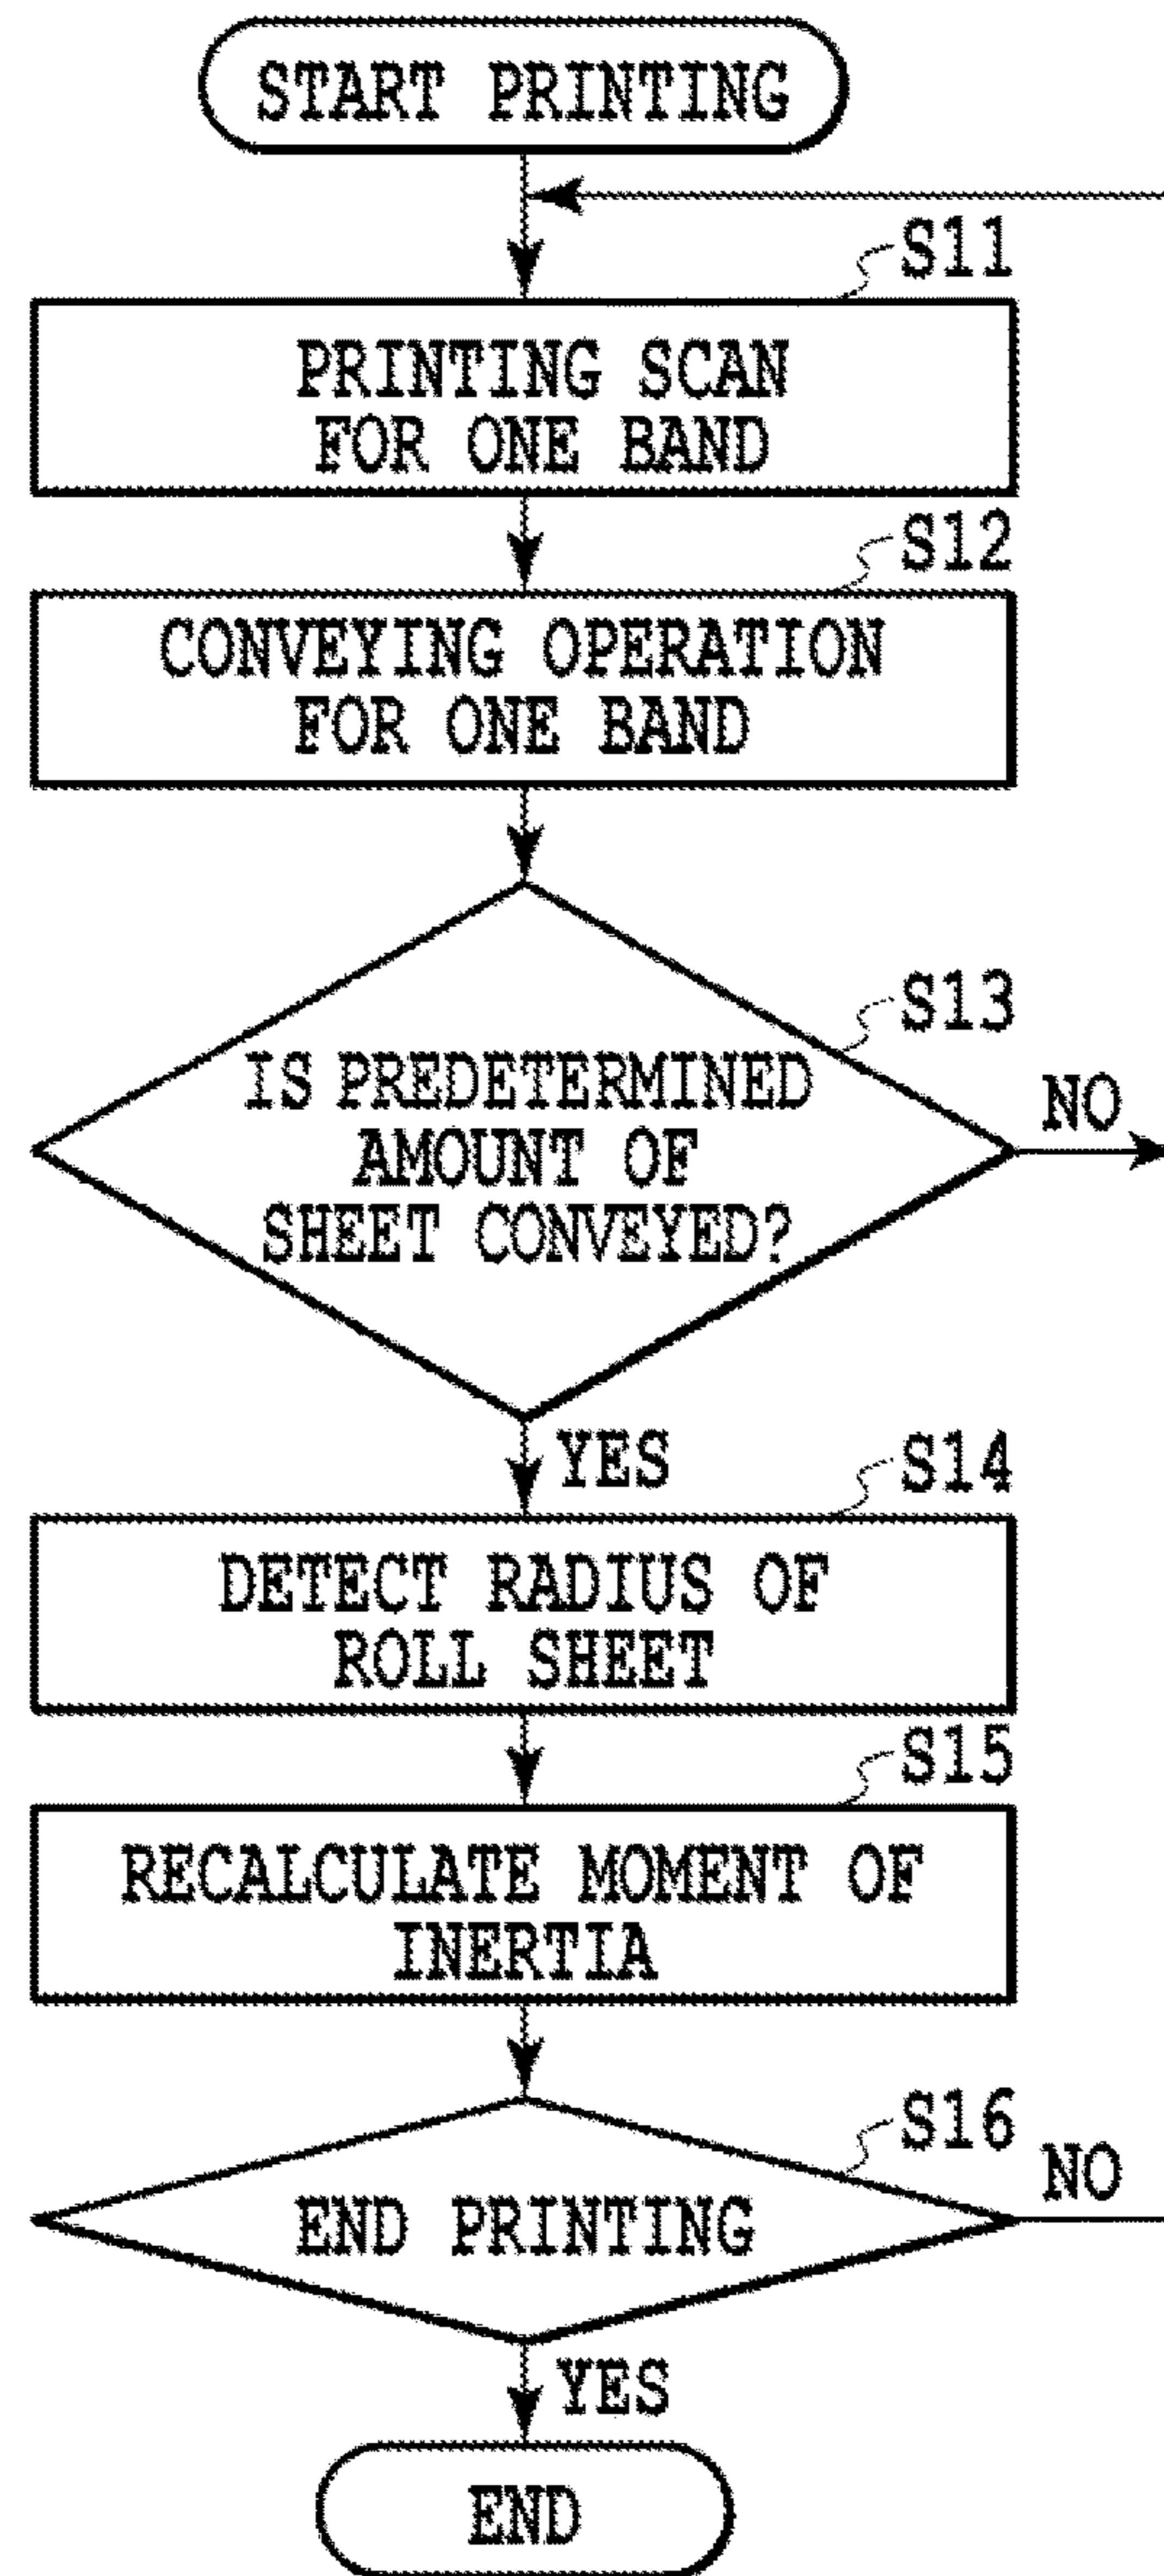 START PRINTING
S11
PRINTING SCAN
FOR ONE BAND
S12
CONVEYING OPERATION
FOR ONE BAND
S13
IS PREDETERMINED
AMOUNT OF
SHEET CONVEYED?
NO
YES
S14
DETECT RADIUS OF
ROLL SHEET
S15
RECALCULATE MOMENT OF
INERTIA
S16
END PRINTING
NO
YES
END